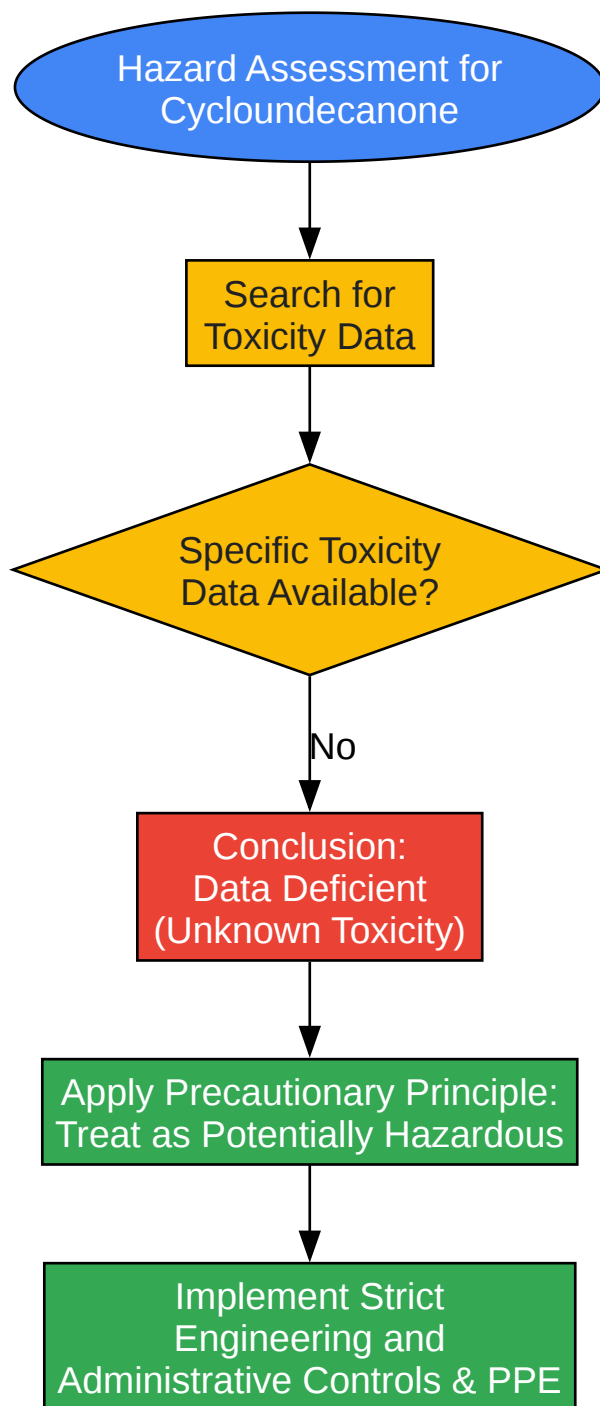 Hazard Assessment for
Cycloundecanone
Search for
Toxicity Data
Specific Toxicity
Data Available?
No
Conclusion:
Data Deficient
(Unknown Toxicity)
Apply Precautionary Principle:
Treat as Potentially Hazardous
Implement Strict
Engineering and
Administrative Controls & PPE